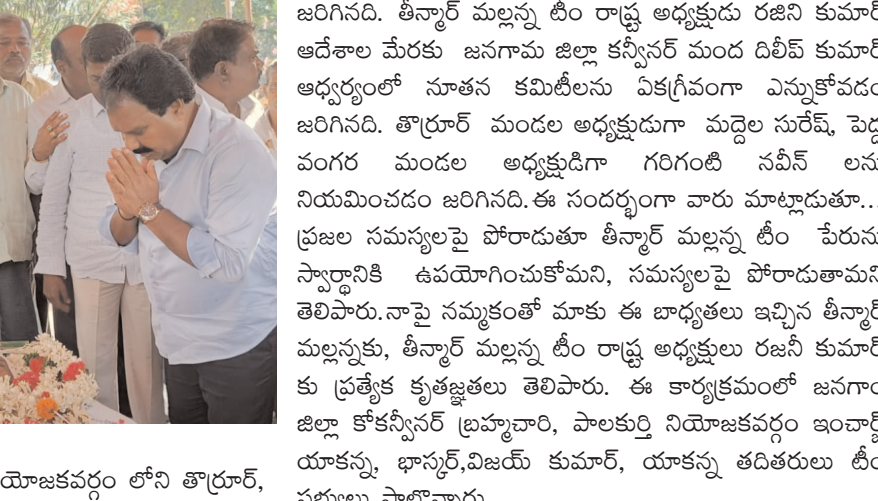 యోజకవర్గం లోని తొర్రూర్,
జరిగినది. తీన్మార్ మల్లన్న టీం రాష్ట్ర అధ్యక్షుడు రజిని కుమార్
ఆదేశాల మేరకు జనగామ జిల్లా కన్వీనర్ మంద దిలీప్ కుమార్
ఆధ్వర్యంలో నూతన కమిటీలను ఏకగ్రీవంగా ఎన్నుకోవడం
జరిగినది. తొర్రూర్ మండల అధ్యక్షుడుగా మద్దెల సురేష్, పెద్ద
వంగర మండల అధ్యక్షుడిగా గరిగంటి నవీన్ లను
నియమించడం జరిగినది.ఈ సందర్భంగా వారు మాట్లాడుతూ...
ప్రజల సమస్యలపై పోరాడుతూ తీన్మార్ మల్లన్న టీం పేరును
స్వార్థానికి ఉపయోగించుకోమని, సమస్యలపై పోరాడుతామని
తెలిపారు.నాపై నమ్మకంతో మాకు ఈ బాధ్యతలు ఇచ్చిన తీన్మార్
మల్లన్నకు, తీన్మార్ మల్లన్న టీం రాష్ట్ర అధ్యక్షులు రజనీ కుమార్
కు ప్రత్యేక కృతజ్ఞతలు తెలిపారు. ఈ కార్యక్రమంలో జనగాం
జిల్లా కోకన్వీనర్ బ్రహ్మచారి, పాలకుర్తి నియోజకవర్గం ఇంచార్జ్
యాకన్న, భాస్కర్,విజయ్ కుమార్, యాకన్న తదితరులు టీం
సభ్యులు పాల్గొన్నారు